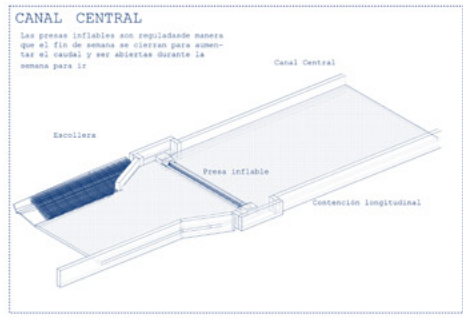 CANAL CENTRAL
Las presas inflables son reguladasde manera
que el fin de semana se cierran para aumen-
tar el caudal y ser abiertas durante la
semana para ir
Canal Central
Escollera
Presa inflable
Contención longitudinal